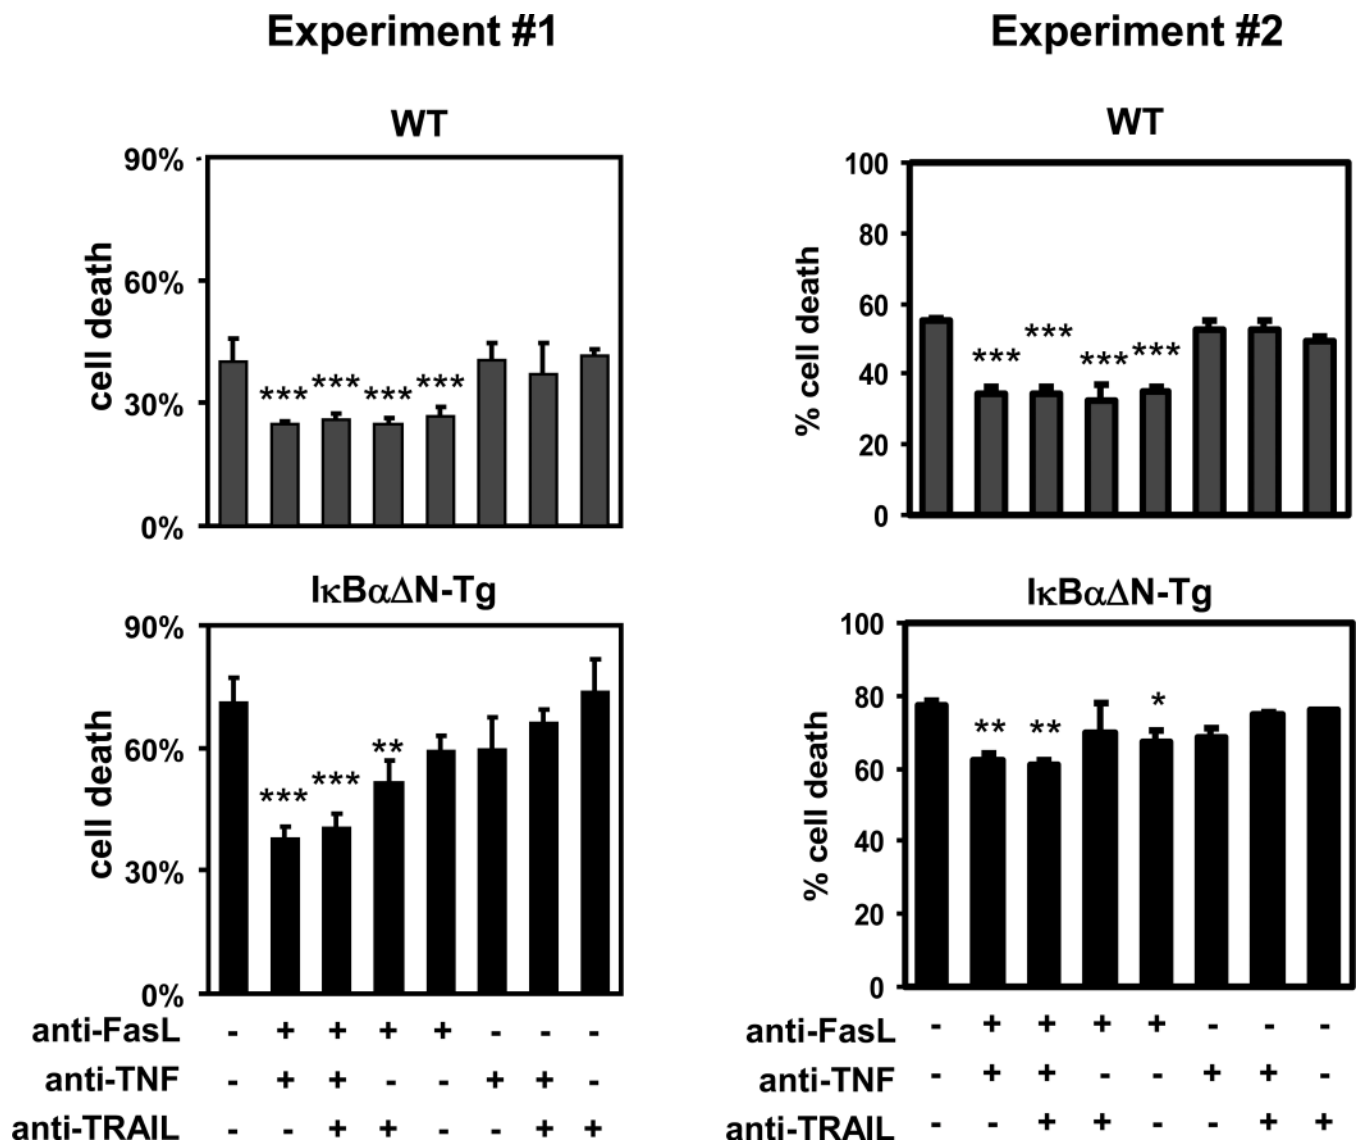 Experiment #1
Experiment #2
WT
90%
60%
30%
0%
cell death
*** *** *** ***
WT
100
80
60
40
20
0
% cell death
*** *** *** ***
IκBαΔN-Tg
90%
60%
30%
0%
cell death
*** *** **
IκBαΔN-Tg
100
80
60
40
20
0
% cell death
** ** *
anti-FasL - + + + + - - -
anti-TNF - + + - - + + -
anti-TRAIL - - + + - - + +
anti-FasL - + + + + - - -
anti-TNF - + + - - + + -
anti-TRAIL - - + + - - + +